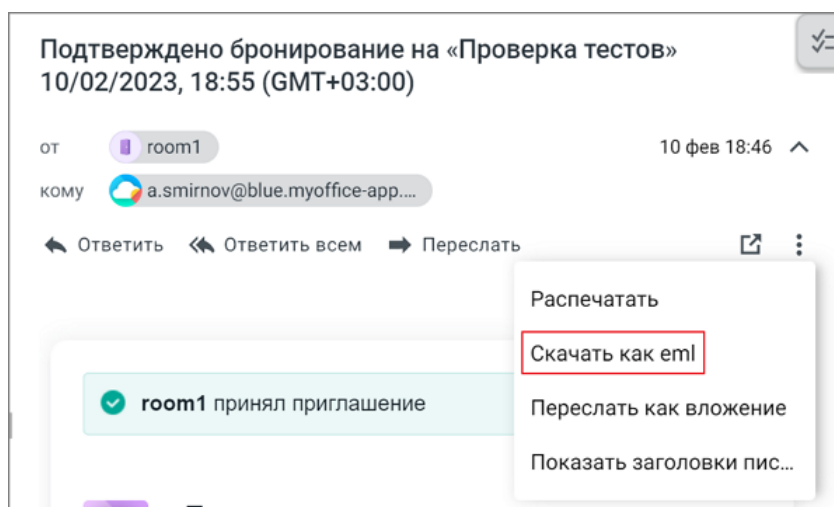 Подтверждено бронирование на «Проверка тестов»
10/02/2023, 18:55 (GMT+03:00)
от room1 10 фев 18:46
кому a.smirnov@blue.myoffice-app....
Ответить Ответить всем Переслать
Распечатать
Скачать как eml
room1 принял приглашение
Переслать как вложение
Показать заголовки пис...